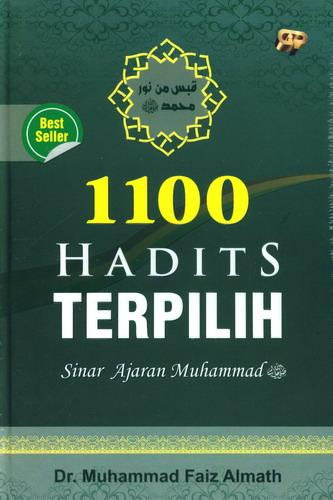 GIP
قبس من نور
محمد ﷺ
Best
Seller
1100
HADITS
TERPILIH
Sinar Ajaran Muhammad ﷺ
Dr. Muhammad Faiz Almath